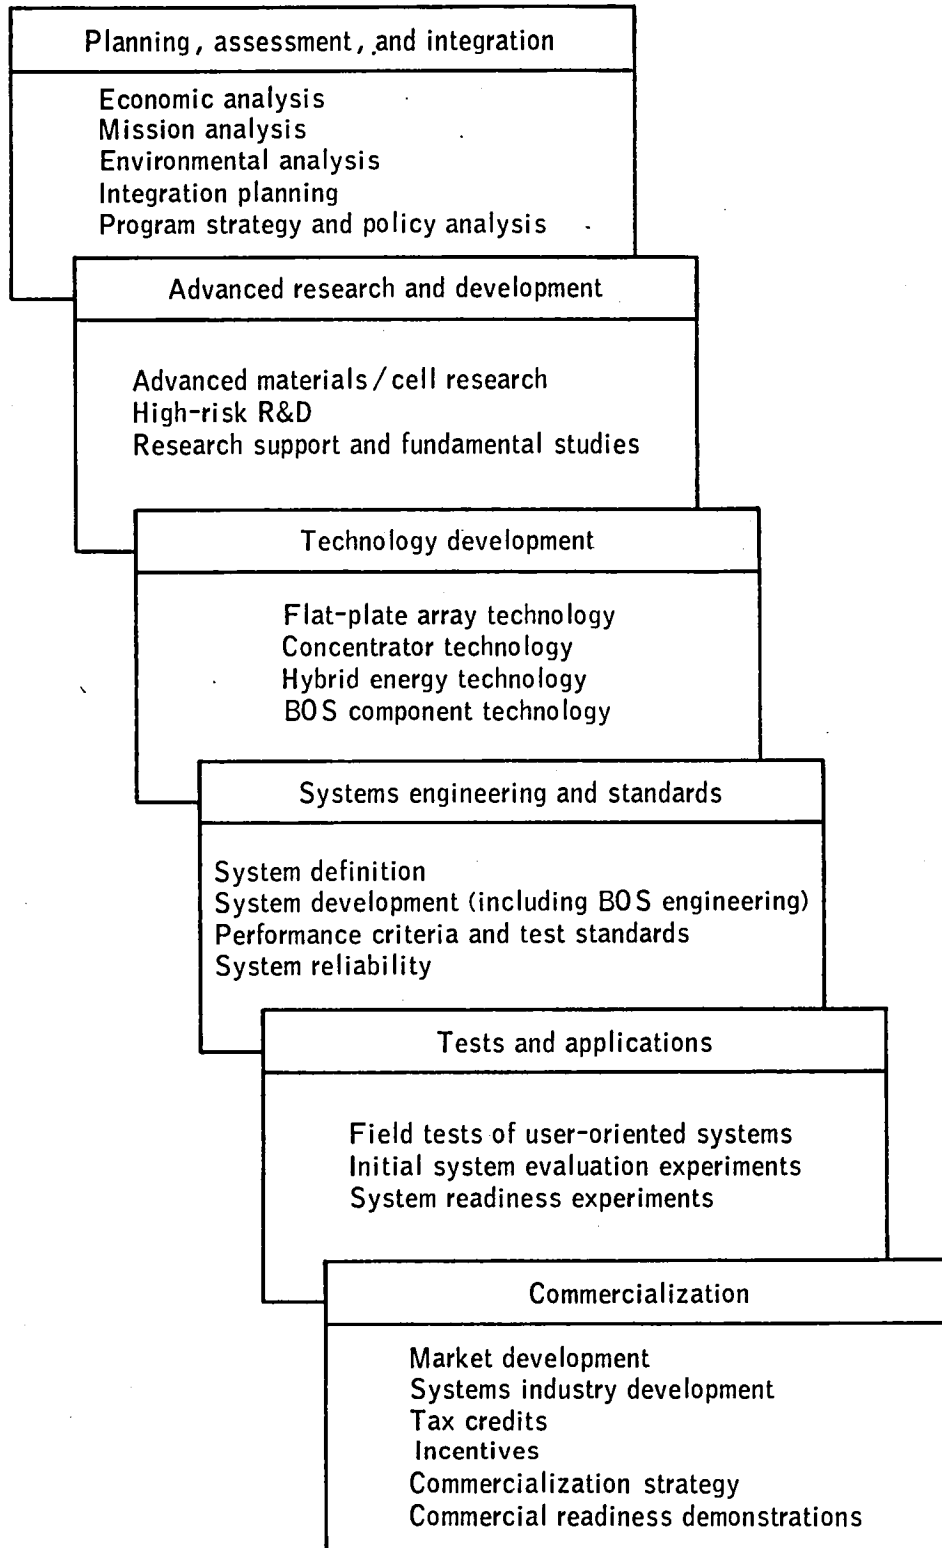 Planning, assessment, and integration
Economic analysis
Mission analysis
Environmental analysis
Integration planning
Program strategy and policy analysis
Advanced research and development
Advanced materials/cell research
High-risk R&D
Research support and fundamental studies
Technology development
Flat-plate array technology
Concentrator technology
Hybrid energy technology
BOS component technology
Systems engineering and standards
System definition
System development (including BOS engineering)
Performance criteria and test standards
System reliability
Tests and applications
Field tests of user-oriented systems
Initial system evaluation experiments
System readiness experiments
Commercialization
Market development
Systems industry development
Tax credits
Incentives
Commercialization strategy
Commercial readiness demonstrations